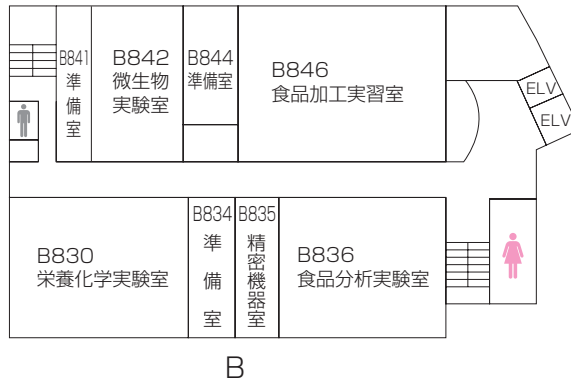 B841
準
備
室
B842
微生物
実験室
B844
準備室
B846
食品加工実習室
ELV
ELV
B830
栄養化学実験室
B834
準
備
室
B835
精
密
機
器
室
B836
食品分析実験室
B